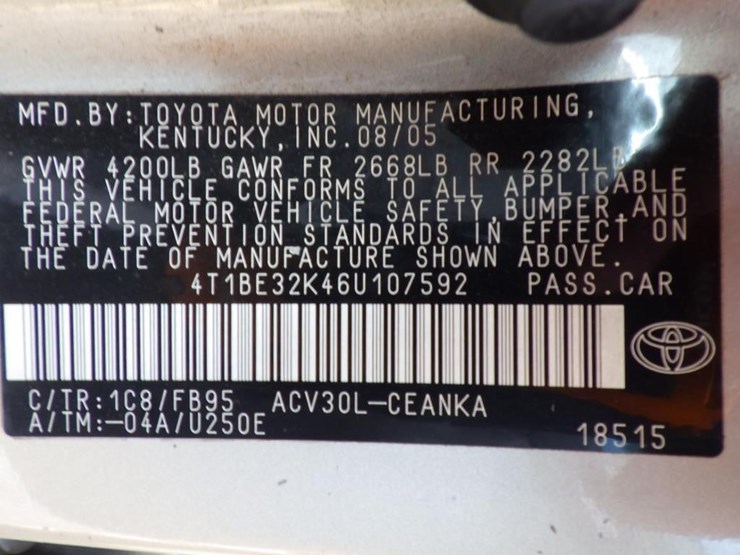 MFD.BY:TOYOTA MOTOR MANUFACTURING,
KENTUCKY,INC.08/05
GVWR 4200LB GAWR FR 2668LB RR 2282LB
THIS VEHICLE CONFORMS TO ALL APPLICABLE
FEDERAL MOTOR VEHICLE SAFETY,BUMPER,AND
THEFT PREVENTION STANDARDS IN EFFECT ON
THE DATE OF MANUFACTURE SHOWN ABOVE.
4T1BE32K46U107592 PASS.CAR
C/TR:1C8/FB95 ACV30L-CEANKA
A/TM:-04A/U250E
18515